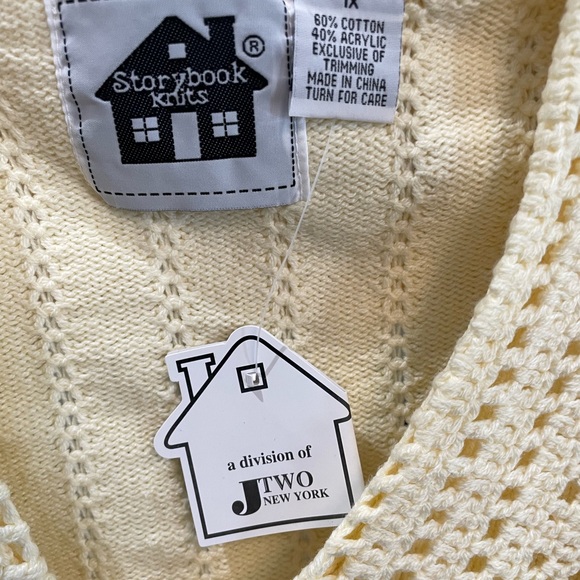 Storybook
Knits
®
1X
60% COTTON
40% ACRYLIC
EXCLUSIVE OF
TRIMMING
MADE IN CHINA
TURN FOR CARE
a division of
JTWO
NEW YORK